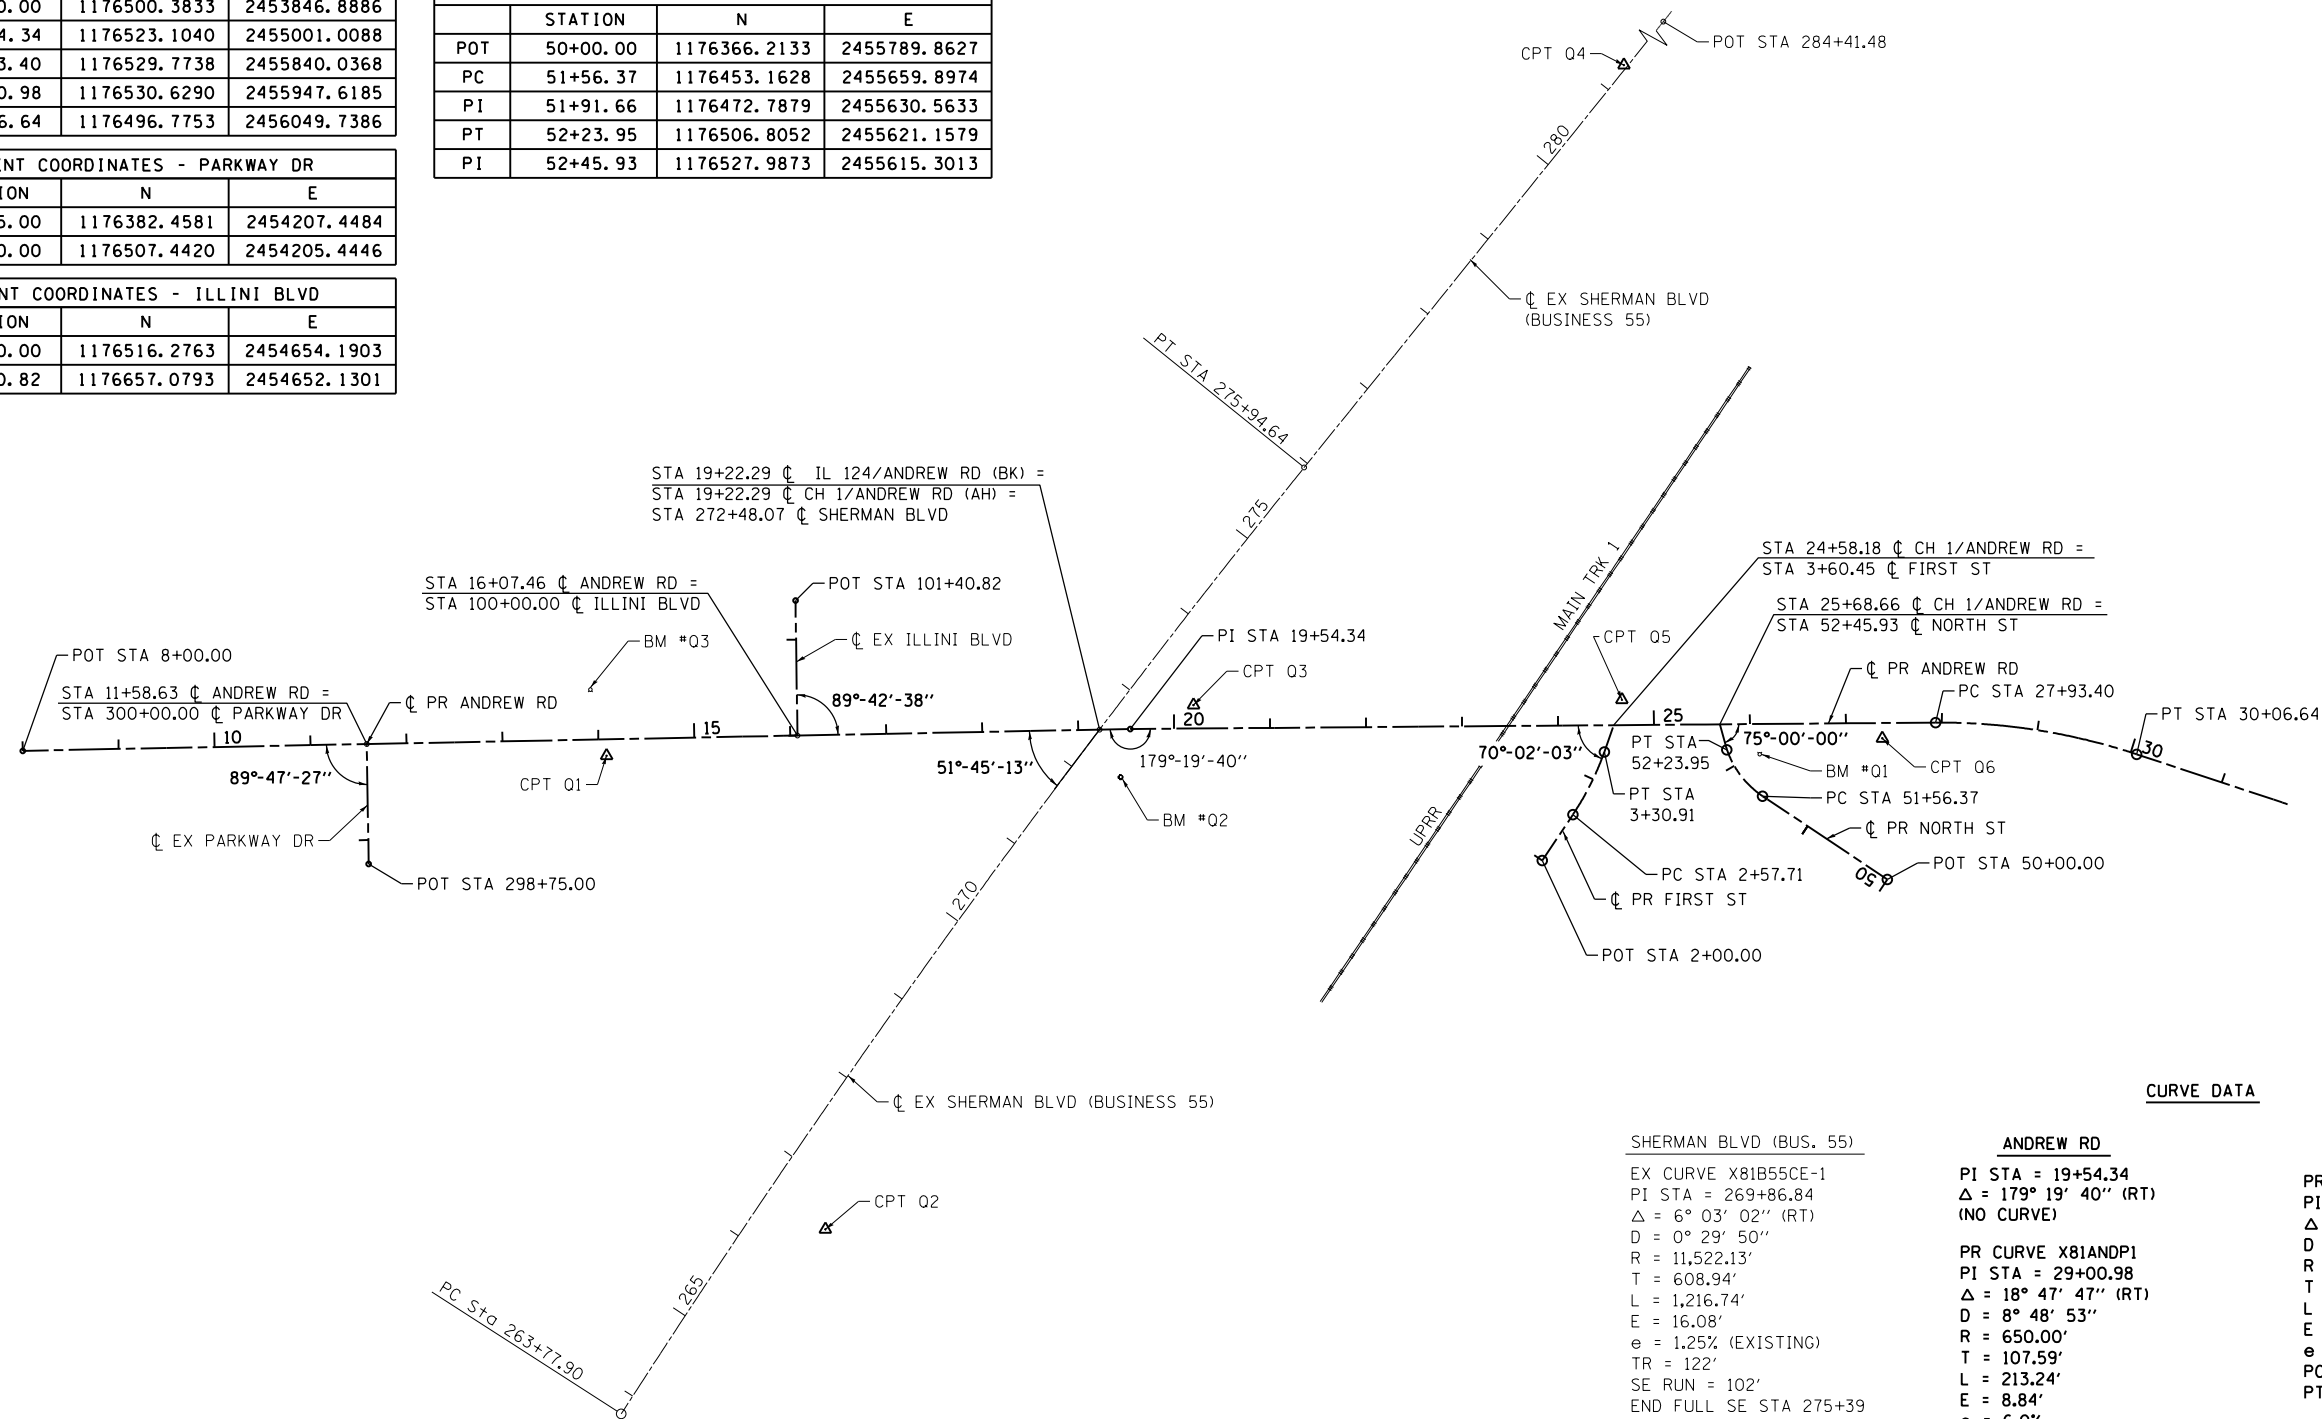 0.00 1176500.3833 2453846.8886
4.34 1176523.1040 2455001.0088
3.40 1176529.7738 2455840.0368
0.98 1176530.6290 2455947.6185
6.64 1176496.7753 2456049.7386
ENT COORDINATES - PARKWAY DR
ION N E
5.00 1176382.4581 2454207.4484
0.00 1176507.4420 2454205.4446
NT COORDINATES - ILLINI BLVD
ION N E
0.00 1176516.2763 2454654.1903
0.82 1176657.0793 2454652.1301
STATION N E
POT 50+00.00 1176366.2133 2455789.8627
PC 51+56.37 1176453.1628 2455659.8974
PI 51+91.66 1176472.7879 2455630.5633
PT 52+23.95 1176506.8052 2455621.1579
PI 52+45.93 1176527.9873 2455615.3013
CPT Q4
POT STA 284+41.48
280
℄ EX SHERMAN BLVD
(BUSINESS 55)
PT STA 275+94.64
275
STA 19+22.29 ℄ IL 124/ANDREW RD (BK) =
STA 19+22.29 ℄ CH 1/ANDREW RD (AH) =
STA 272+48.07 ℄ SHERMAN BLVD
MAIN TRK 1
UPRR
STA 24+58.18 ℄ CH 1/ANDREW RD =
STA 3+60.45 ℄ FIRST ST
STA 25+68.66 ℄ CH 1/ANDREW RD =
STA 52+45.93 ℄ NORTH ST
STA 16+07.46 ℄ ANDREW RD =
STA 100+00.00 ℄ ILLINI BLVD
POT STA 101+40.82
℄ EX ILLINI BLVD
BM #Q3
POT STA 8+00.00
STA 11+58.63 ℄ ANDREW RD =
STA 300+00.00 ℄ PARKWAY DR
℄ PR ANDREW RD
89°-42'-38"
PI STA 19+54.34
CPT Q3
CPT Q5
℄ PR ANDREW RD
PC STA 27+93.40
PT STA 30+06.64
10
15
20
25
30
89°-47'-27"
CPT Q1
51°-45'-13"
179°-19'-40"
BM #Q2
70°-02'-03"
PT STA
52+23.95
75°-00'-00"
BM #Q1
CPT Q6
PT STA
3+30.91
PC STA 51+56.37
℄ PR NORTH ST
POT STA 50+00.00
50
℄ EX PARKWAY DR
POT STA 298+75.00
PC STA 2+57.71
℄ PR FIRST ST
POT STA 2+00.00
270
℄ EX SHERMAN BLVD (BUSINESS 55)
CPT Q2
265
PC Sta 263+77.90
CURVE DATA
SHERMAN BLVD (BUS. 55)
EX CURVE X81B55CE-1
PI STA = 269+86.84
Δ = 6° 03' 02" (RT)
D = 0° 29' 50"
R = 11,522.13'
T = 608.94'
L = 1,216.74'
E = 16.08'
e = 1.25% (EXISTING)
TR = 122'
SE RUN = 102'
END FULL SE STA 275+39
ANDREW RD
PI STA = 19+54.34
Δ = 179° 19' 40" (RT)
(NO CURVE)
PR CURVE X81ANDP1
PI STA = 29+00.98
Δ = 18° 47' 47" (RT)
D = 8° 48' 53"
R = 650.00'
T = 107.59'
L = 213.24'
E = 8.84'
PR
PI
Δ
D
R
T
L
E
e
PC
PT